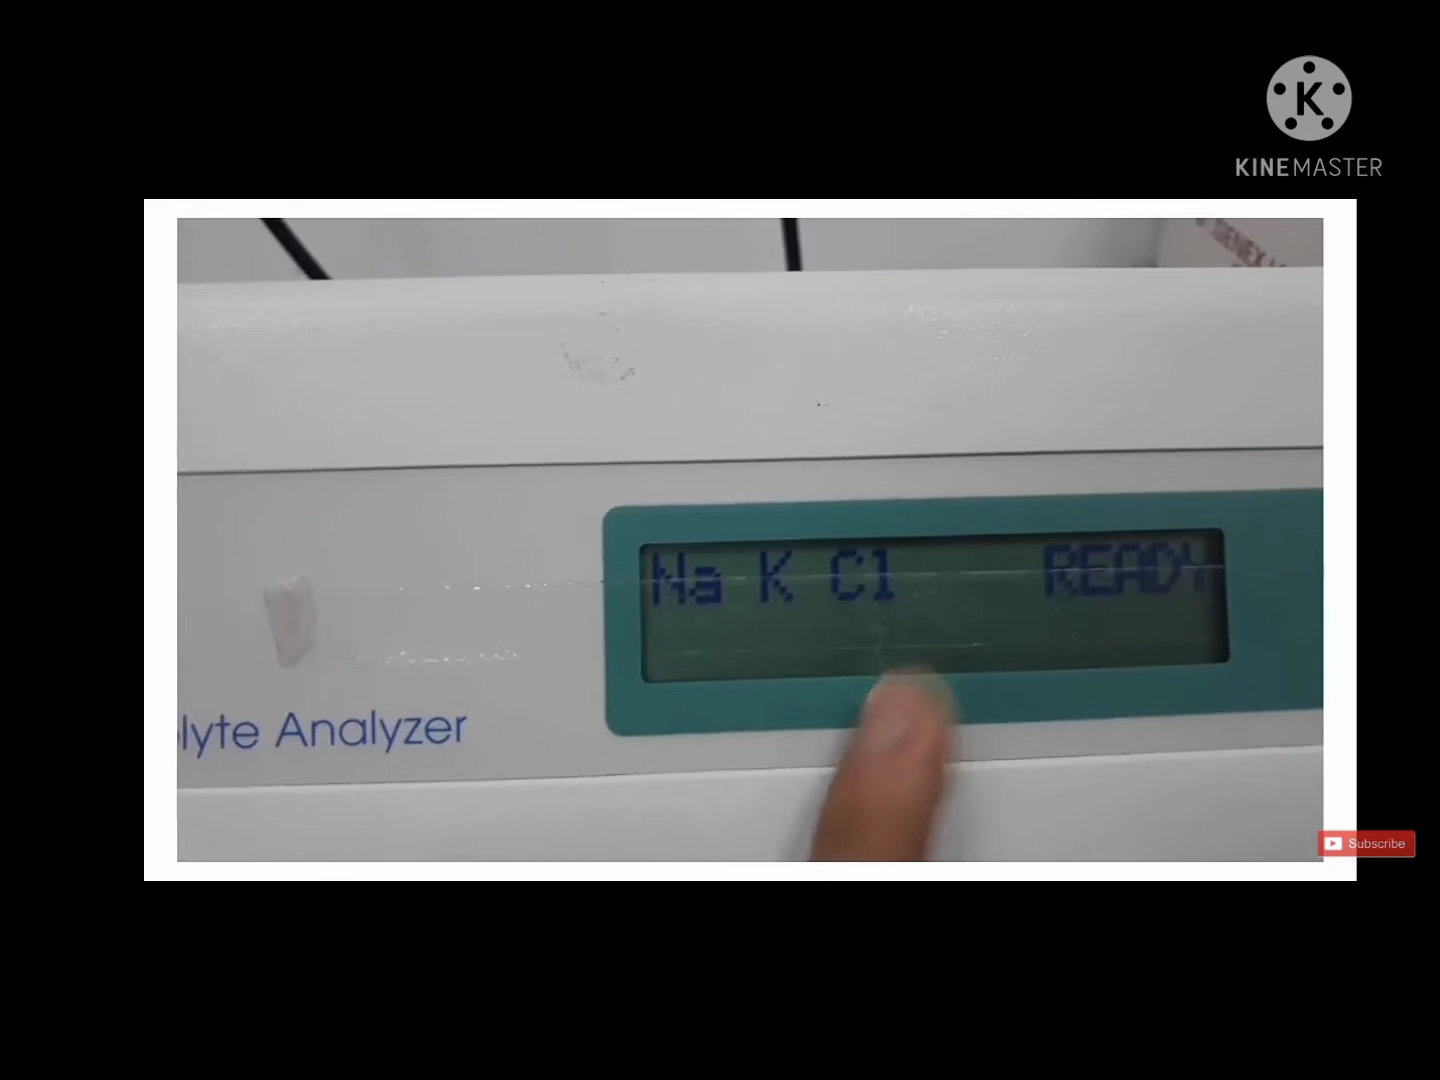 K
KINEMASTER
Na K Cl READY
lyte Analyzer
Subscribe